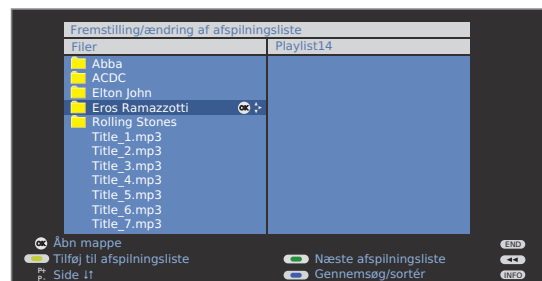 Fremstilling/ændring af afspilningsliste
Filer Playlist14
Abba
ACDC
Elton John
Eros Ramazzotti OK
Rolling Stones
Title_1.mp3
Title_2.mp3
Title_3.mp3
Title_4.mp3
Title_5.mp3
Title_6.mp3
Title_7.mp3
OK Åbn mappe END
Tilføj til afspilningsliste Næste afspilningsliste
P+ P- Side Gennemsøg/sortér INFO